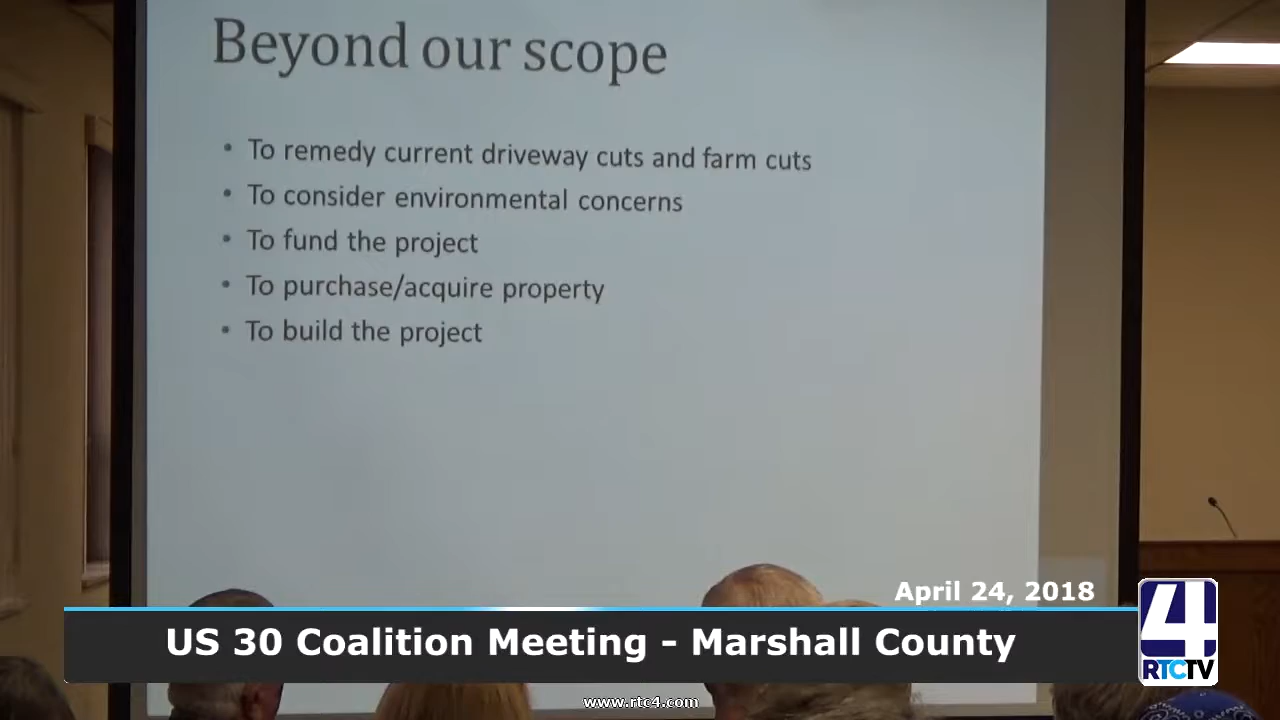 Beyond our scope
• To remedy current driveway cuts and farm cuts
• To consider environmental concerns
• To fund the project
• To purchase/acquire property
• To build the project
April 24, 2018
US 30 Coalition Meeting - Marshall County
4
RTCTV
www.rtc4.com